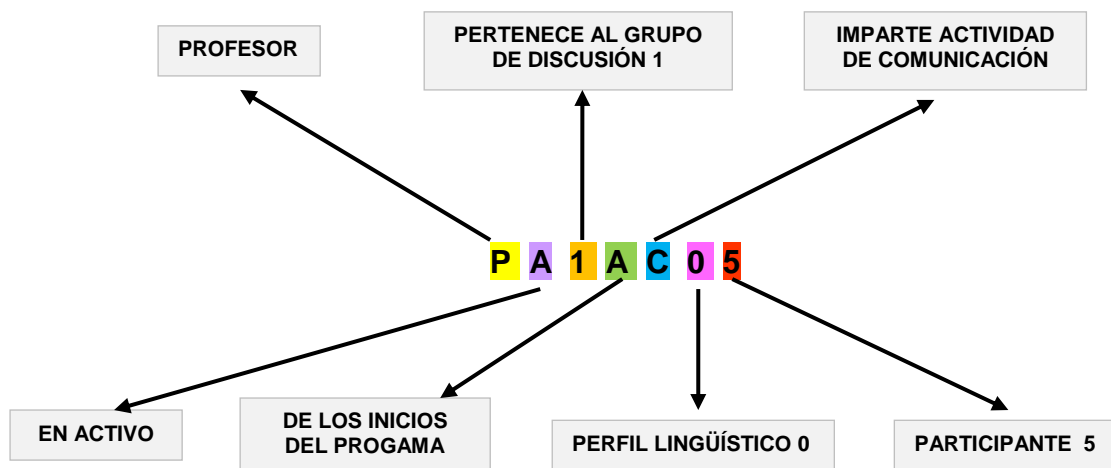 PROFESOR
PERTENECE AL GRUPO
DE DISCUSIÓN 1
IMPARTE ACTIVIDAD
DE COMUNICACIÓN
P A 1 A C 0 5
EN ACTIVO
DE LOS INICIOS
DEL PROGAMA
PERFIL LINGÜÍSTICO 0
PARTICIPANTE 5